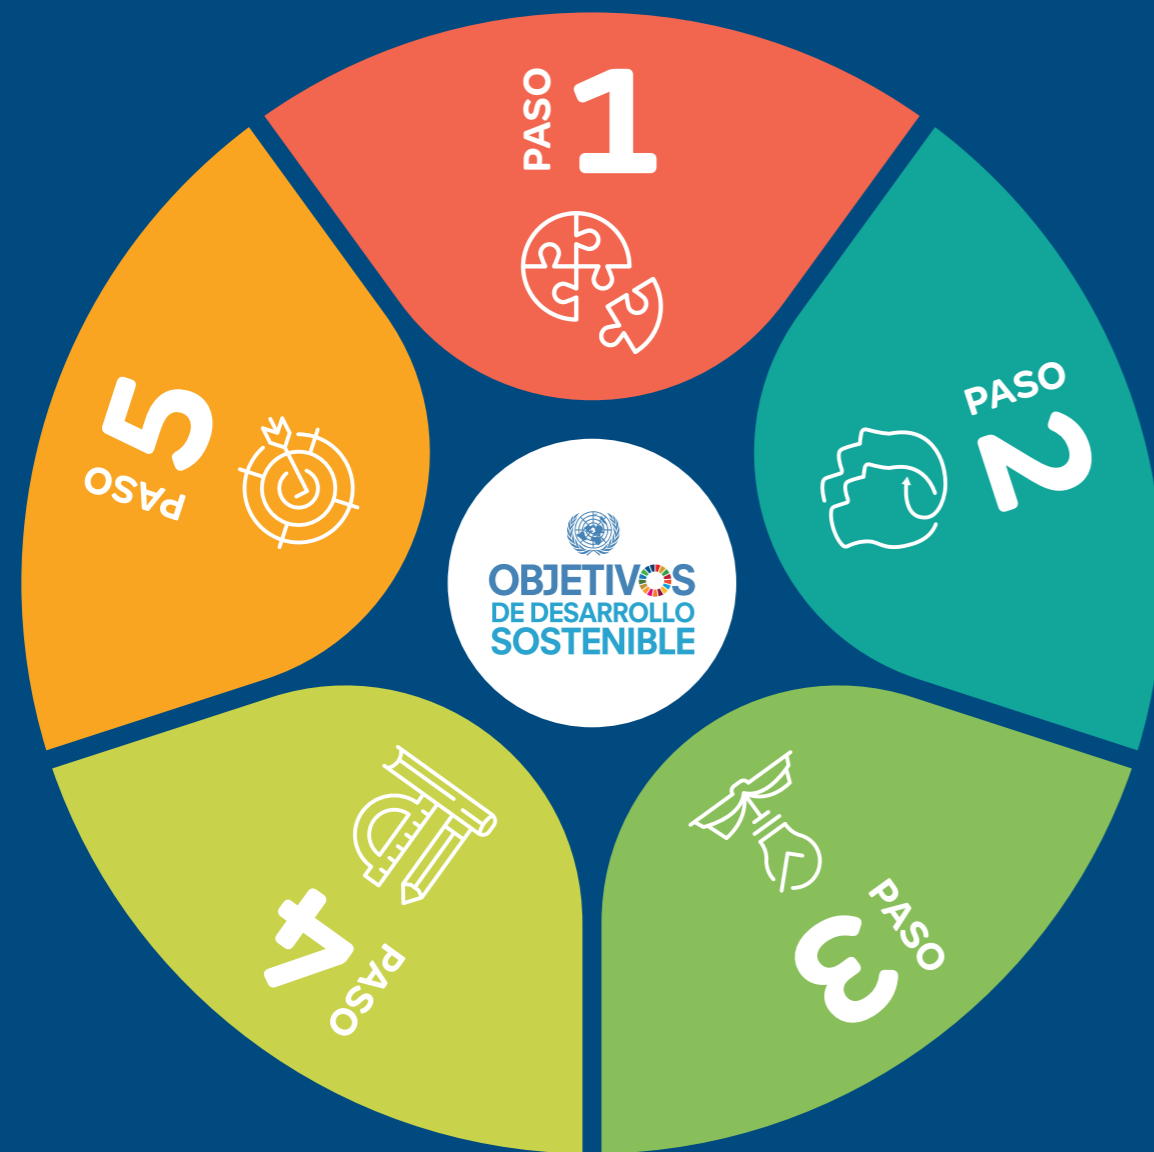 PASO
1
PASO
2
PASO
3
PASO
4
PASO
5
OBJETIVOS
DE DESARROLLO
SOSTENIBLE